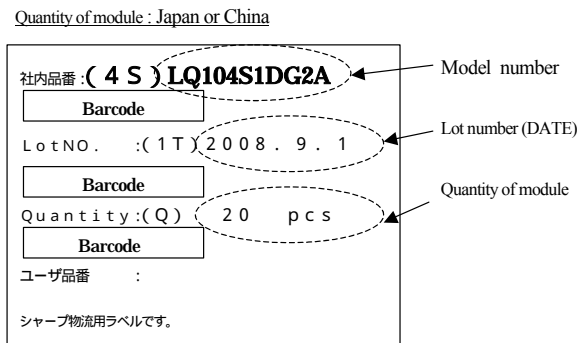 Quantity of module : Japan or China
社内品番 :(４Ｓ) LQ104S1DG2A
Model number
Barcode
LotNO. :(1T) 2008. 9. 1
Lot number (DATE)
Barcode
Quantity:(Q) 20 pcs
Quantity of module
Barcode
ユーザ品番 :
シャープ物流用ラベルです。